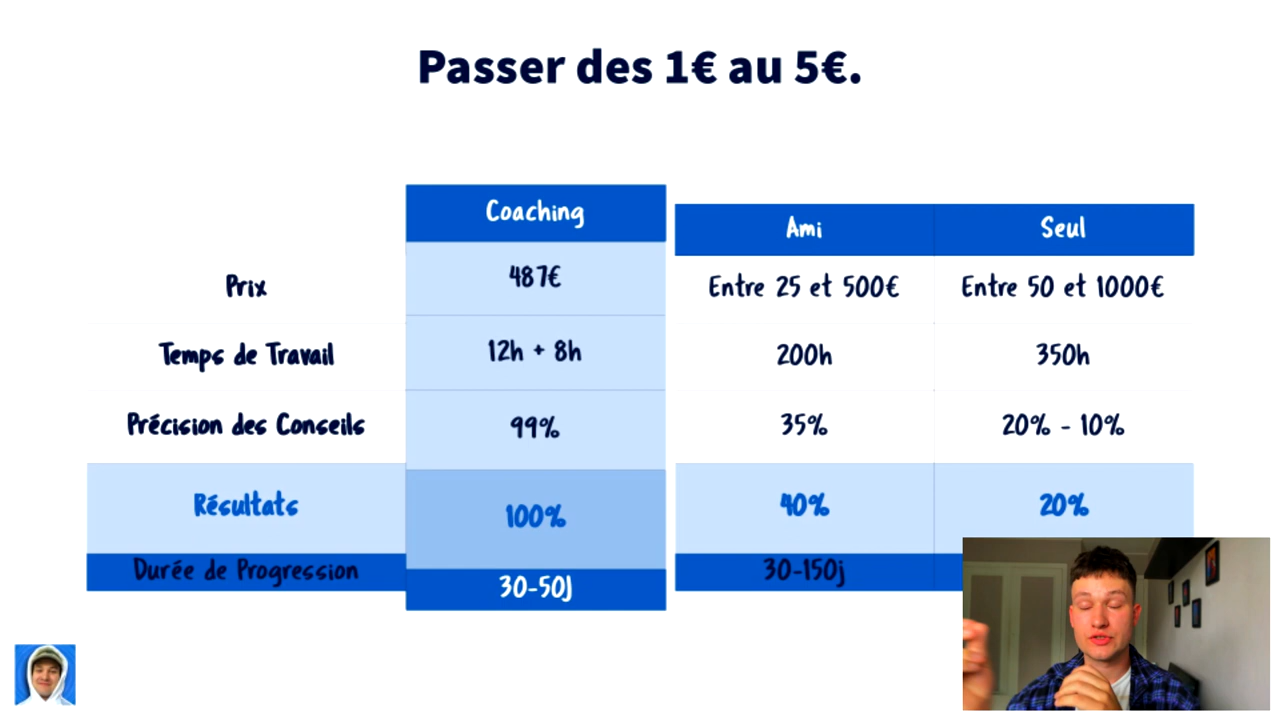 Passer des 1€ au 5€.
Coaching
Ami
Seul
Prix
487€
Entre 25 et 500€
Entre 50 et 1000€
Temps de Travail
12h + 8h
200h
350h
Précision des Conseils
99%
35%
20% - 10%
Résultats
100%
40%
20%
Durée de Progression
30-50J
30-150j